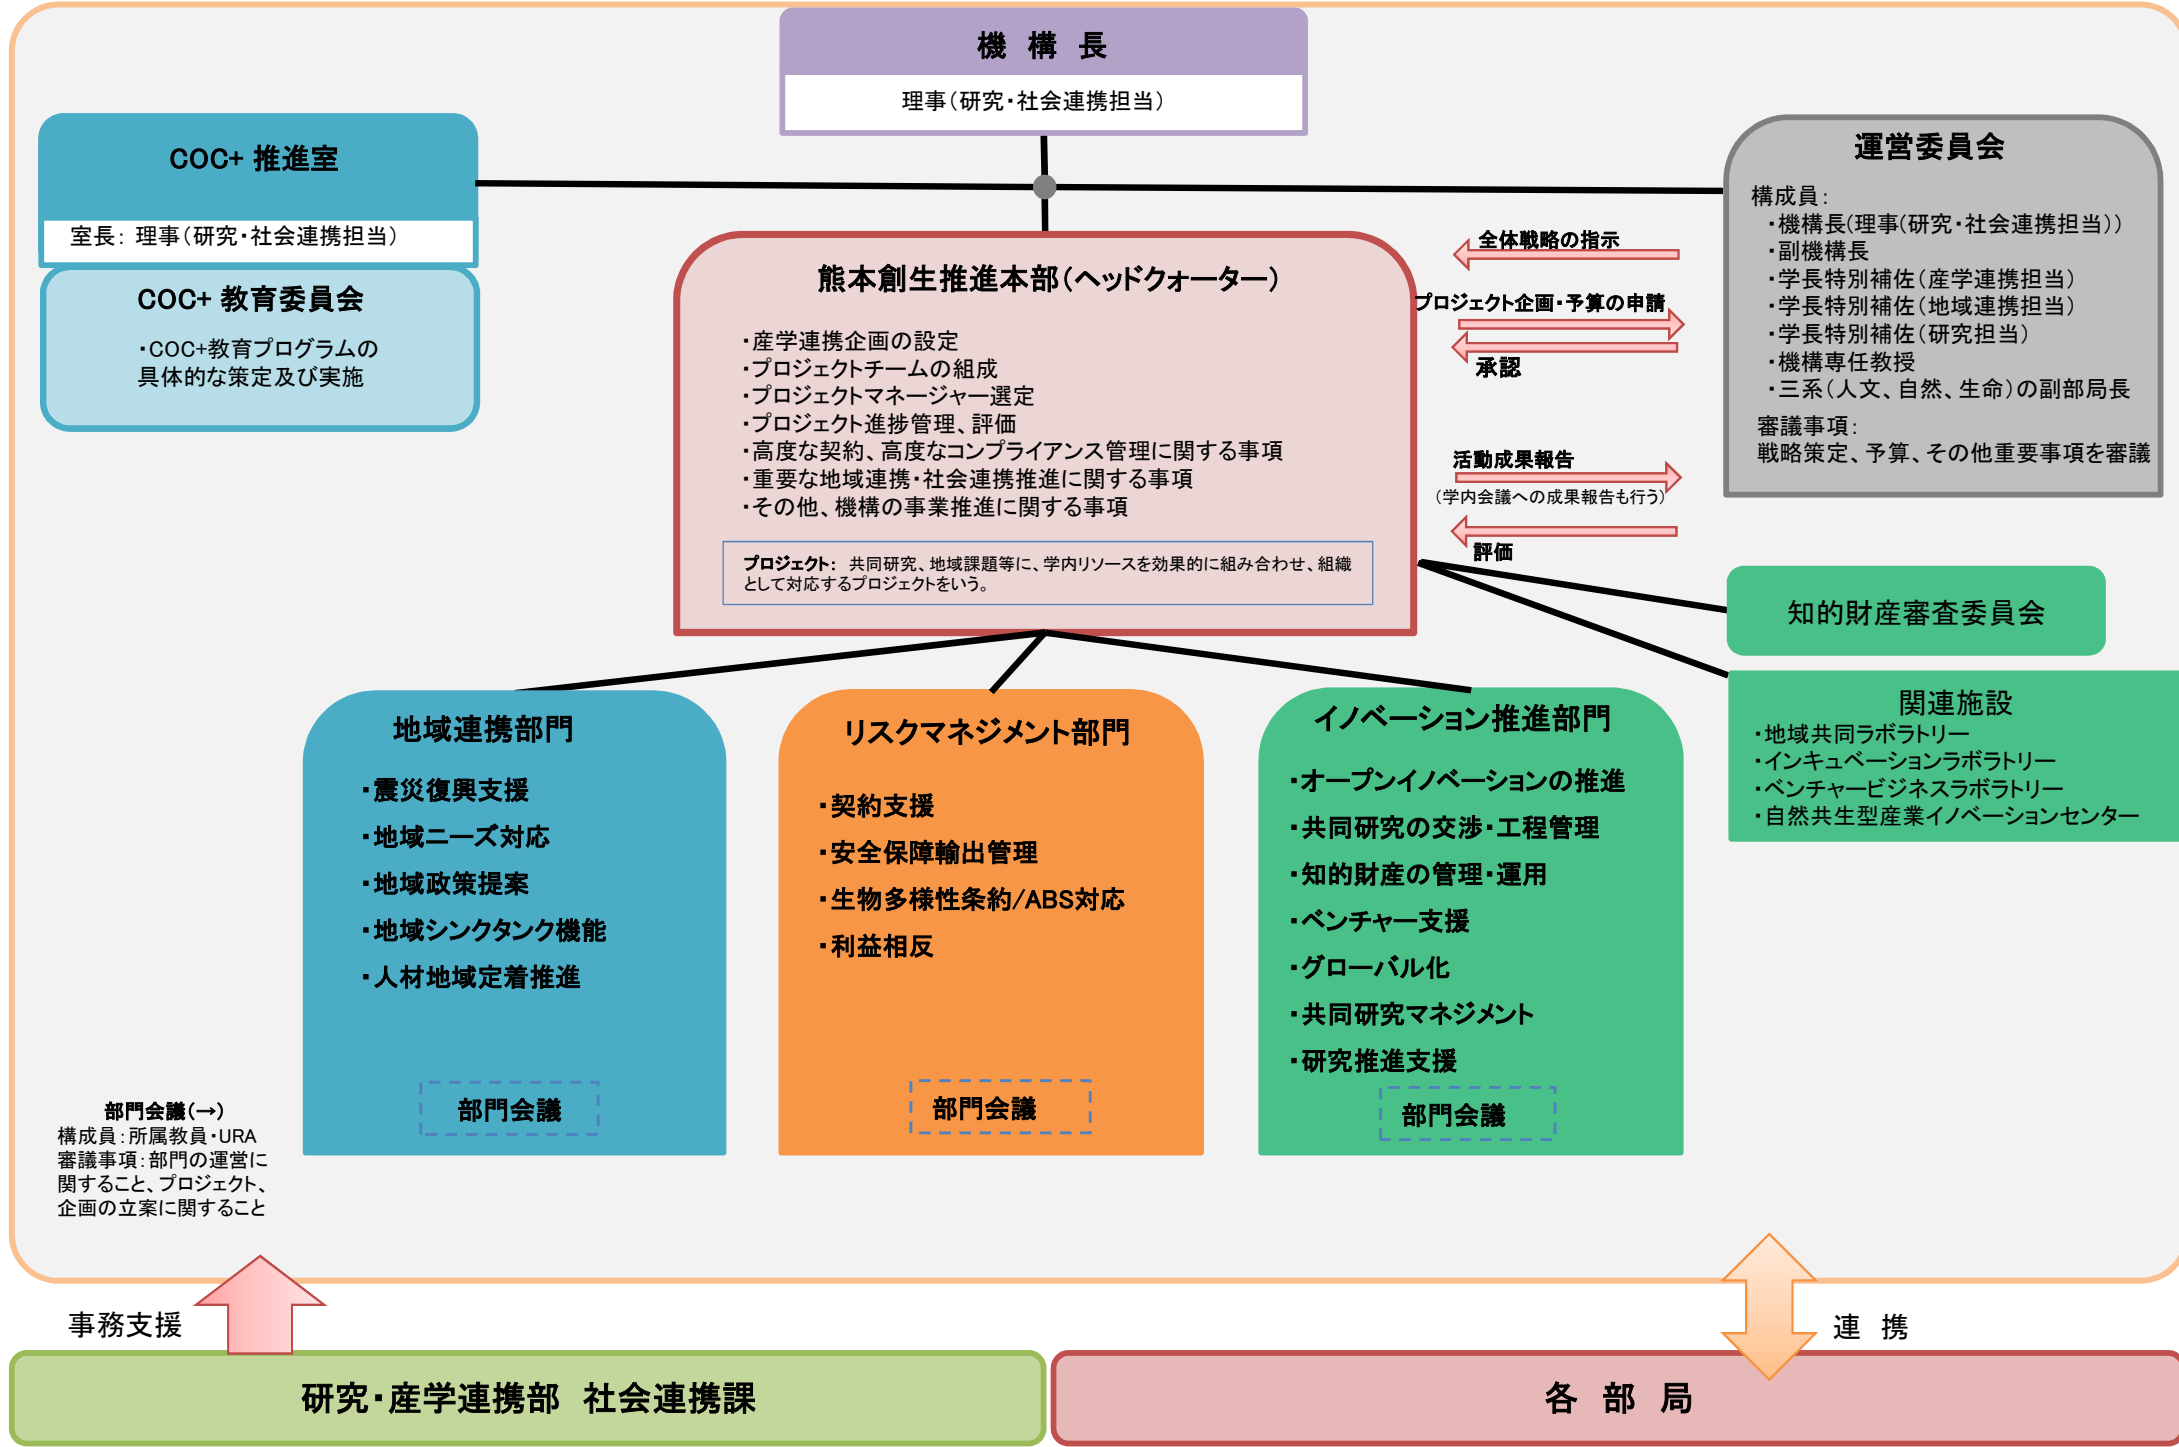 機 構 長
理事(研究・社会連携担当)
COC+ 推進室
室長： 理事(研究・社会連携担当)
COC+ 教育委員会
・COC+教育プログラムの
具体的な策定及び実施
熊本創生推進本部(ヘッドクォーター)
・産学連携企画の設定
・プロジェクトチームの組成
・プロジェクトマネージャー選定
・プロジェクト進捗管理、評価
・高度な契約、高度なコンプライアンス管理に関する事項
・重要な地域連携・社会連携推進に関する事項
・その他、機構の事業推進に関する事項
プロジェクト： 共同研究、地域課題等に、学内リソースを効果的に組み合わせ、組織
として対応するプロジェクトをいう。
全体戦略の指示
プロジェクト企画・予算の申請
承認
活動成果報告
(学内会議への成果報告も行う)
評価
運営委員会
構成員：
・機構長(理事(研究・社会連携担当))
・副機構長
・学長特別補佐(産学連携担当)
・学長特別補佐(地域連携担当)
・学長特別補佐(研究担当)
・機構専任教授
・三系(人文、自然、生命)の副部局長
審議事項：
戦略策定、予算、その他重要事項を審議
知的財産審査委員会
関連施設
・地域共同ラボラトリー
・インキュベーションラボラトリー
・ベンチャービジネスラボラトリー
・自然共生型産業イノベーションセンター
地域連携部門
・震災復興支援
・地域ニーズ対応
・地域政策提案
・地域シンクタンク機能
・人材地域定着推進
部門会議
リスクマネジメント部門
・契約支援
・安全保障輸出管理
・生物多様性条約/ABS対応
・利益相反
部門会議
イノベーション推進部門
・オープンイノベーションの推進
・共同研究の交渉・工程管理
・知的財産の管理・運用
・ベンチャー支援
・グローバル化
・共同研究マネジメント
・研究推進支援
部門会議
部門会議(→)
構成員：所属教員・URA
審議事項：部門の運営に
関すること、プロジェクト、
企画の立案に関すること
事務支援
連 携
研究・産学連携部 社会連携課
各 部 局